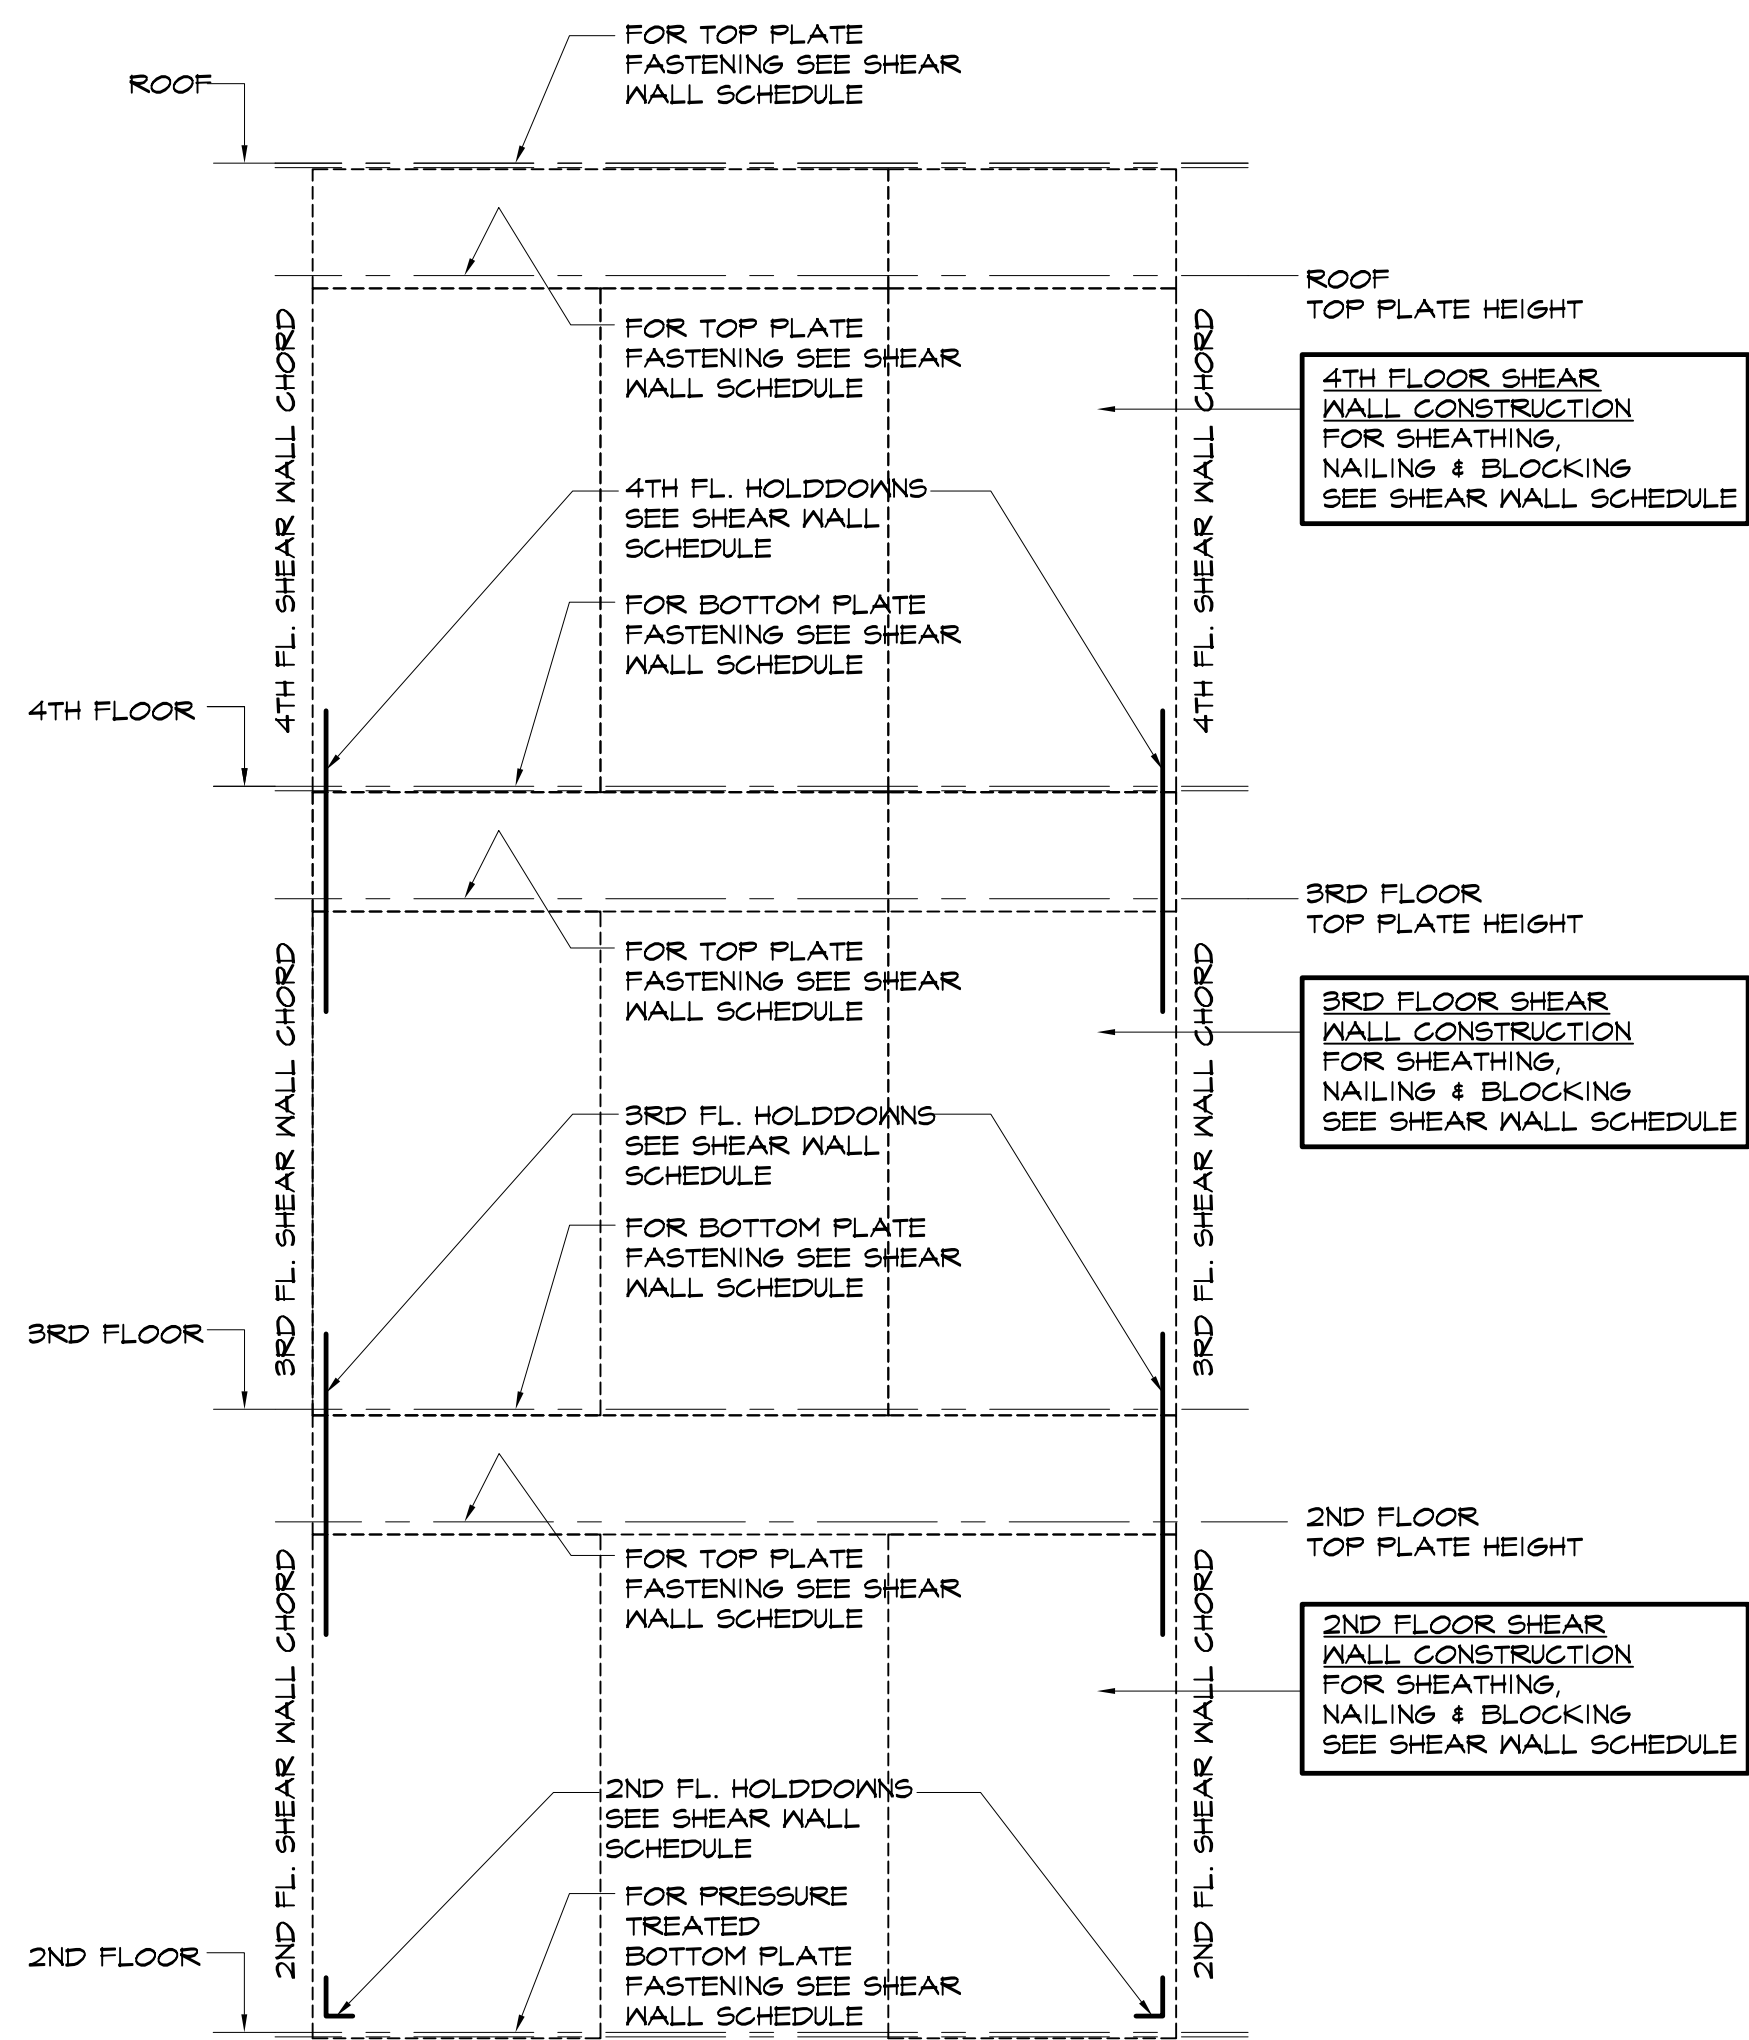 FOR TOP PLATE
FASTENING SEE SHEAR
WALL SCHEDULE
ROOF
ROOF
TOP PLATE HEIGHT
FOR TOP PLATE
FASTENING SEE SHEAR
WALL SCHEDULE
4TH FL. SHEAR WALL CHORD
4TH FL. SHEAR WALL CHORD
4TH FLOOR SHEAR
WALL CONSTRUCTION
FOR SHEATHING,
NAILING & BLOCKING
SEE SHEAR WALL SCHEDULE
4TH FL. HOLDDOWNS
SEE SHEAR WALL
SCHEDULE
FOR BOTTOM PLATE
FASTENING SEE SHEAR
WALL SCHEDULE
4TH FLOOR
3RD FLOOR
TOP PLATE HEIGHT
FOR TOP PLATE
FASTENING SEE SHEAR
WALL SCHEDULE
3RD FL. SHEAR WALL CHORD
3RD FL. SHEAR WALL CHORD
3RD FLOOR SHEAR
WALL CONSTRUCTION
FOR SHEATHING,
NAILING & BLOCKING
SEE SHEAR WALL SCHEDULE
3RD FL. HOLDDOWNS
SEE SHEAR WALL
SCHEDULE
FOR BOTTOM PLATE
FASTENING SEE SHEAR
WALL SCHEDULE
3RD FLOOR
2ND FLOOR
TOP PLATE HEIGHT
FOR TOP PLATE
FASTENING SEE SHEAR
WALL SCHEDULE
2ND FL. SHEAR WALL CHORD
2ND FL. SHEAR WALL CHORD
2ND FLOOR SHEAR
WALL CONSTRUCTION
FOR SHEATHING,
NAILING & BLOCKING
SEE SHEAR WALL SCHEDULE
2ND FL. HOLDDOWNS
SEE SHEAR WALL
SCHEDULE
FOR PRESSURE
TREATED
BOTTOM PLATE
FASTENING SEE SHEAR
WALL SCHEDULE
2ND FLOOR